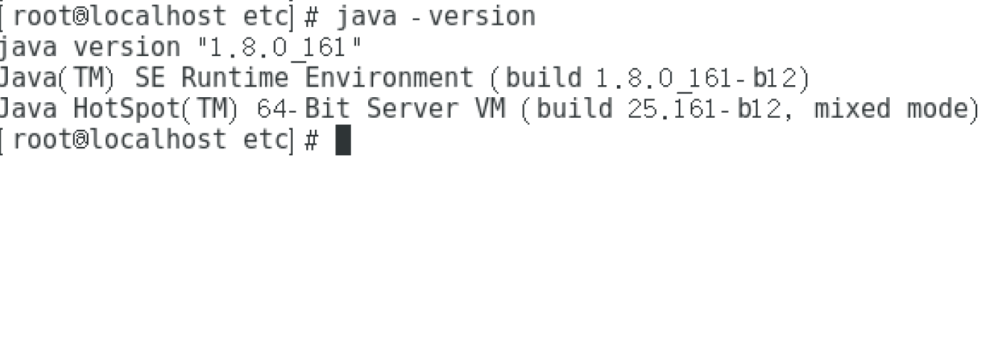 [root@localhost etc]# java -version
java version "1.8.0_161"
Java(TM) SE Runtime Environment (build 1.8.0_161-b12)
Java HotSpot(TM) 64-Bit Server VM (build 25.161-b12, mixed mode)
[root@localhost etc]#